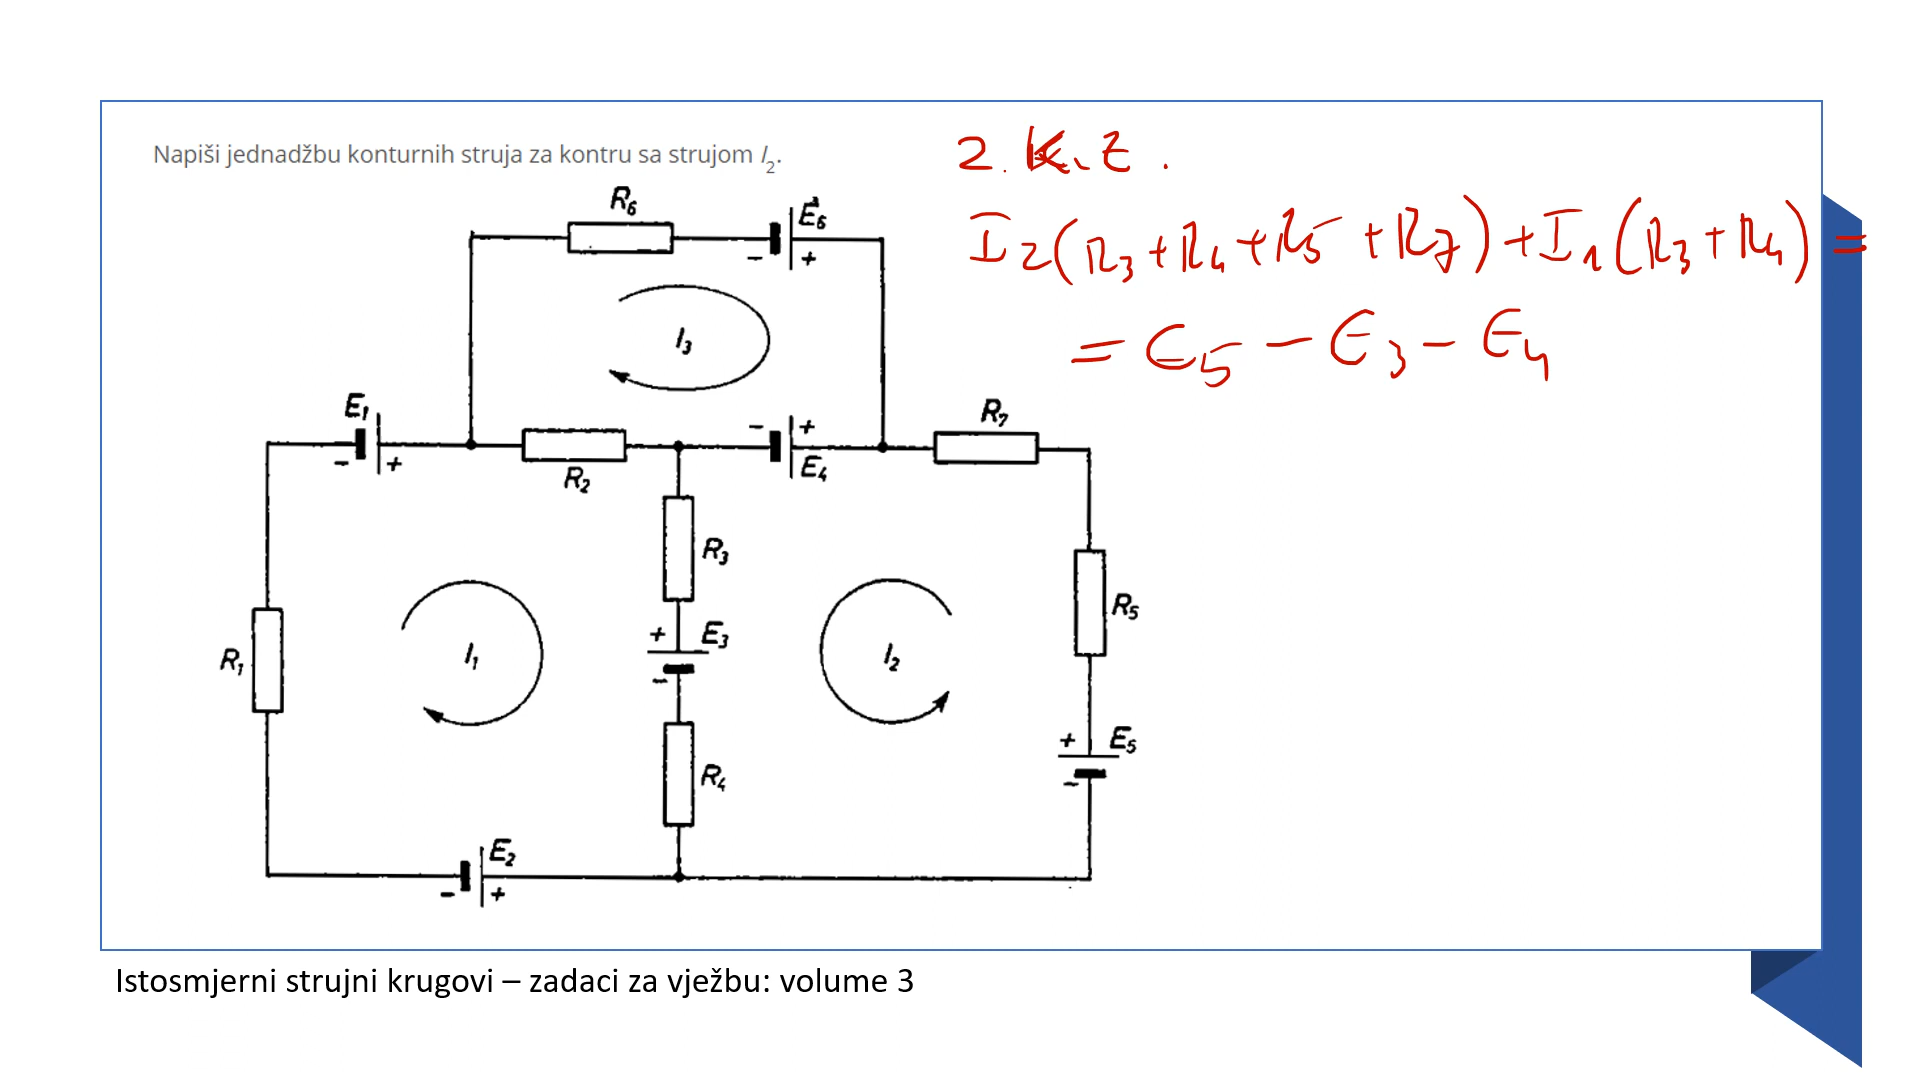 Napiši jednadžbu konturnih struja za kontru sa strujom I₂.
2. K.Z.
I₂(R₃+R₄+R₅+R₇)+I₁(R₃+R₄)=
=E₅-E₃-E₄
R₆
E₆
- +
I₃
E₁
- +
R₂
- +
E₄
R₇
R₃
+ E₃
-
R₅
I₁
I₂
R₁
+ E₅
-
R₄
E₂
- +
Istosmjerni strujni krugovi – zadaci za vježbu: volume 3